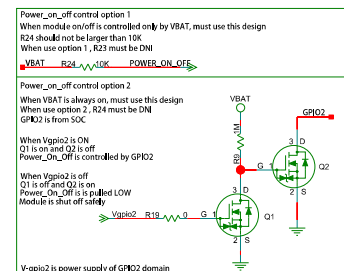 Power_on_off control option 1
When module on/off is controlled only by VBAT, must use this design
R24 should not be larger than 10K
When use option 1, R23 must be DNI
VBAT R24 10K POWER_ON_OFF
Power_on_off control option 2
When VBAT is always on, must use this design
When use option 2 , R24 must be DNI
GPIO2 is from SOC
VBAT
GPIO2
When Vgpio2 is ON
Q1 is on and Q2 is off
Power_On_Off is controlled by GPIO2
1M
R9
3 D
G 1
Q2
2 S
When Vgpio2 is off
Q1 is off and Q2 is on
Power_On_Off is is pulled LOW
Module is shut off safely
3 D
Vgpio2 R19 0 G 1
Q1
2 S
V-gpio2 is power supply of GPIO2 domain